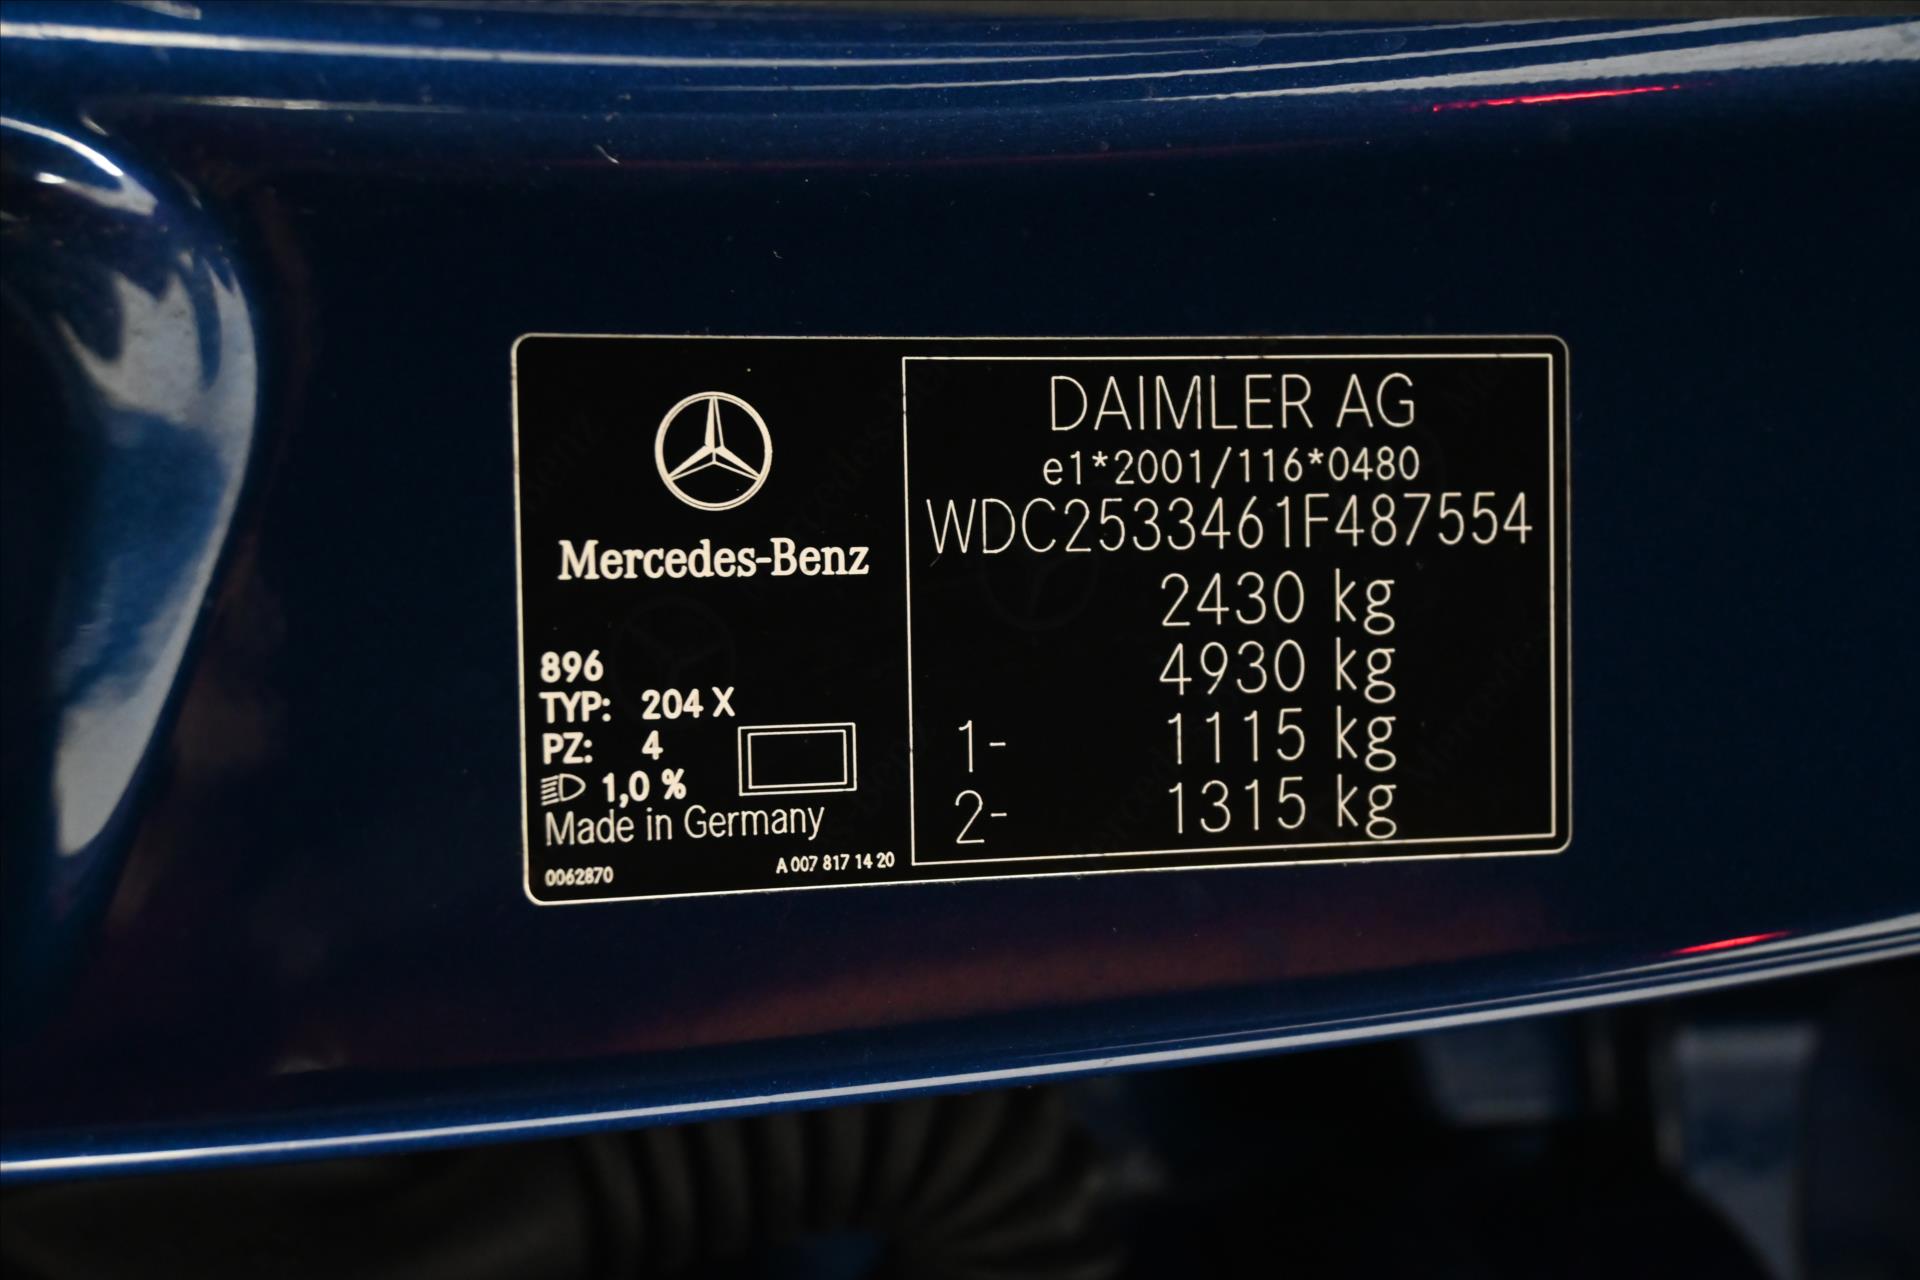 Mercedes-Benz
896
TYP: 204 X
PZ: 4
1,0 %
Made in Germany
0062870
A 007 817 14 20
DAIMLER AG
e1*2001/116*0480
WDC2533461F487554
2430 kg
4930 kg
1- 1115 kg
2- 1315 kg